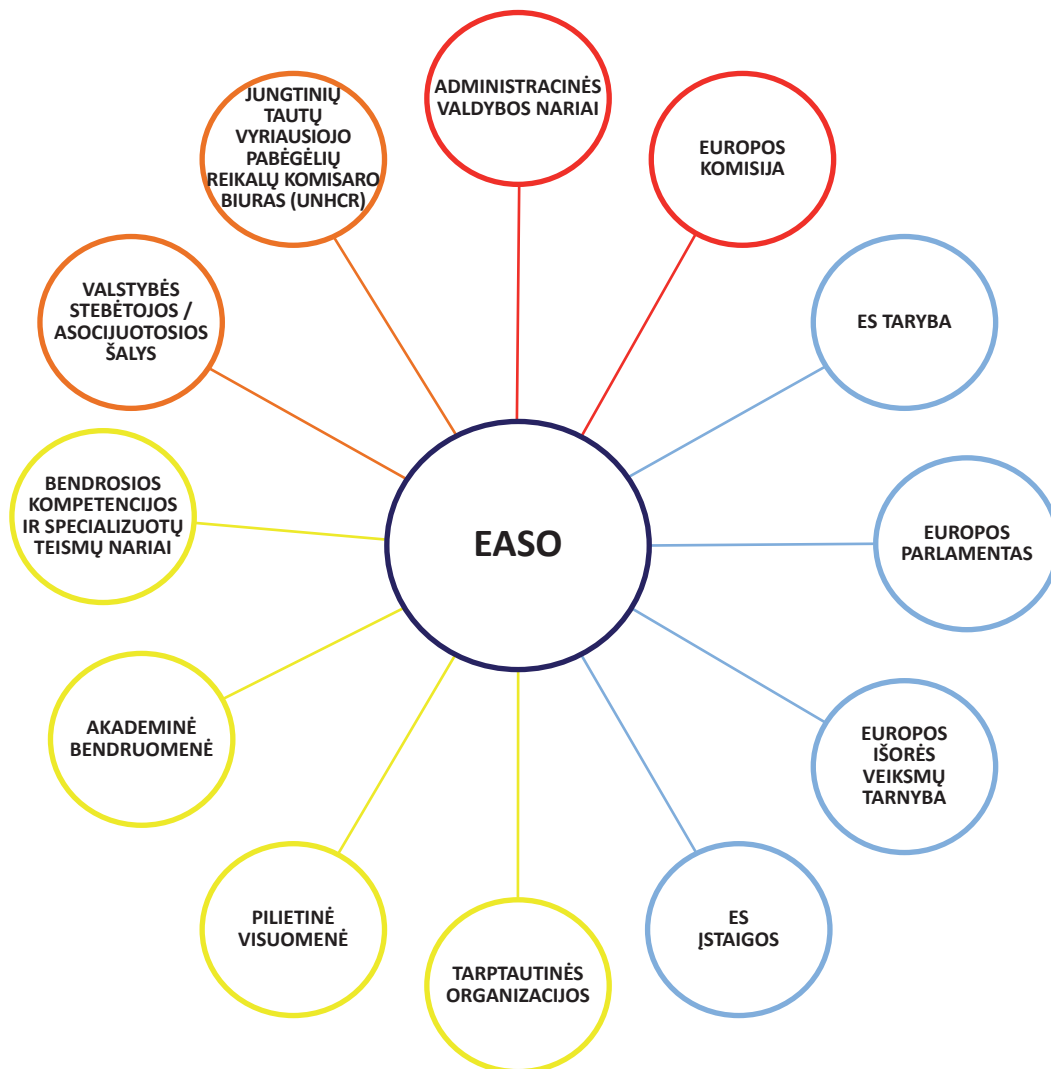 ADMINISTRACINĖS
VALDYBOS NARIAI
EUROPOS
KOMISIJA
ES TARYBA
EUROPOS
PARLAMENTAS
EUROPOS
IŠORĖS
VEIKSMŲ
TARNYBA
ES
ĮSTAIGOS
TARPTAUTINĖS
ORGANIZACIJOS
PILIETINĖ
VISUOMENĖ
AKADEMINĖ
BENDRUOMENĖ
BENDROSIOS
KOMPETENCIJOS
IR SPECIALIZUOTŲ
TEISMŲ NARIAI
VALSTYBĖS
STEBĖTOJOS /
ASOCIJUOTOSIOS
ŠALYS
JUNGTINIŲ
TAUTŲ
VYRIAUSIOJO
PABĖGĖLIŲ
REIKALŲ KOMISARO
BIURAS (UNHCR)
EASO